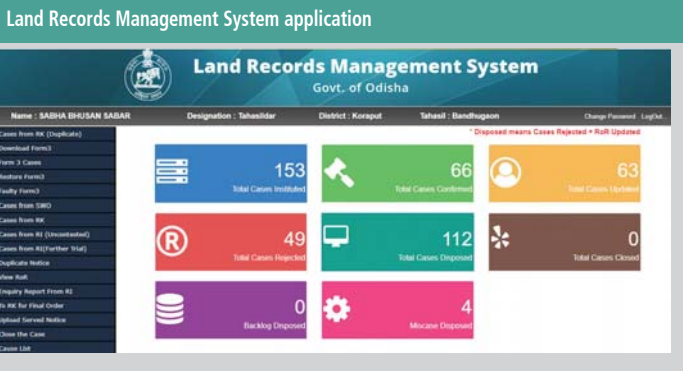 Land Records Management System application
Land Records Management System
Govt. of Odisha
Name : SABHA BHUSAN SABAR Designation : Tahasildar District : Koraput Tahasil : Bandhugaon Change Password LogOut
* Disposed means Cases Rejected + RoR Updated
Cases from RK (Duplicate)
Download Form3
Form 3 Cases
Restore Form3
Faulty Form3
Cases from SWO
Cases from RK
Cases from RI (Uncontested)
Cases from RI(Further Trial)
Duplicate Notice
View RoR
Enquiry Report From RI
To RK for Final Order
Upload Served Notice
Close the Case
Cause List
153
Total Cases Instituted
66
Total Cases Confirmed
63
Total Cases Updated
49
Total Cases Rejected
112
Total Cases Disposed
0
Total Cases Closed
0
Backlog Disposed
4
Miscase Disposed